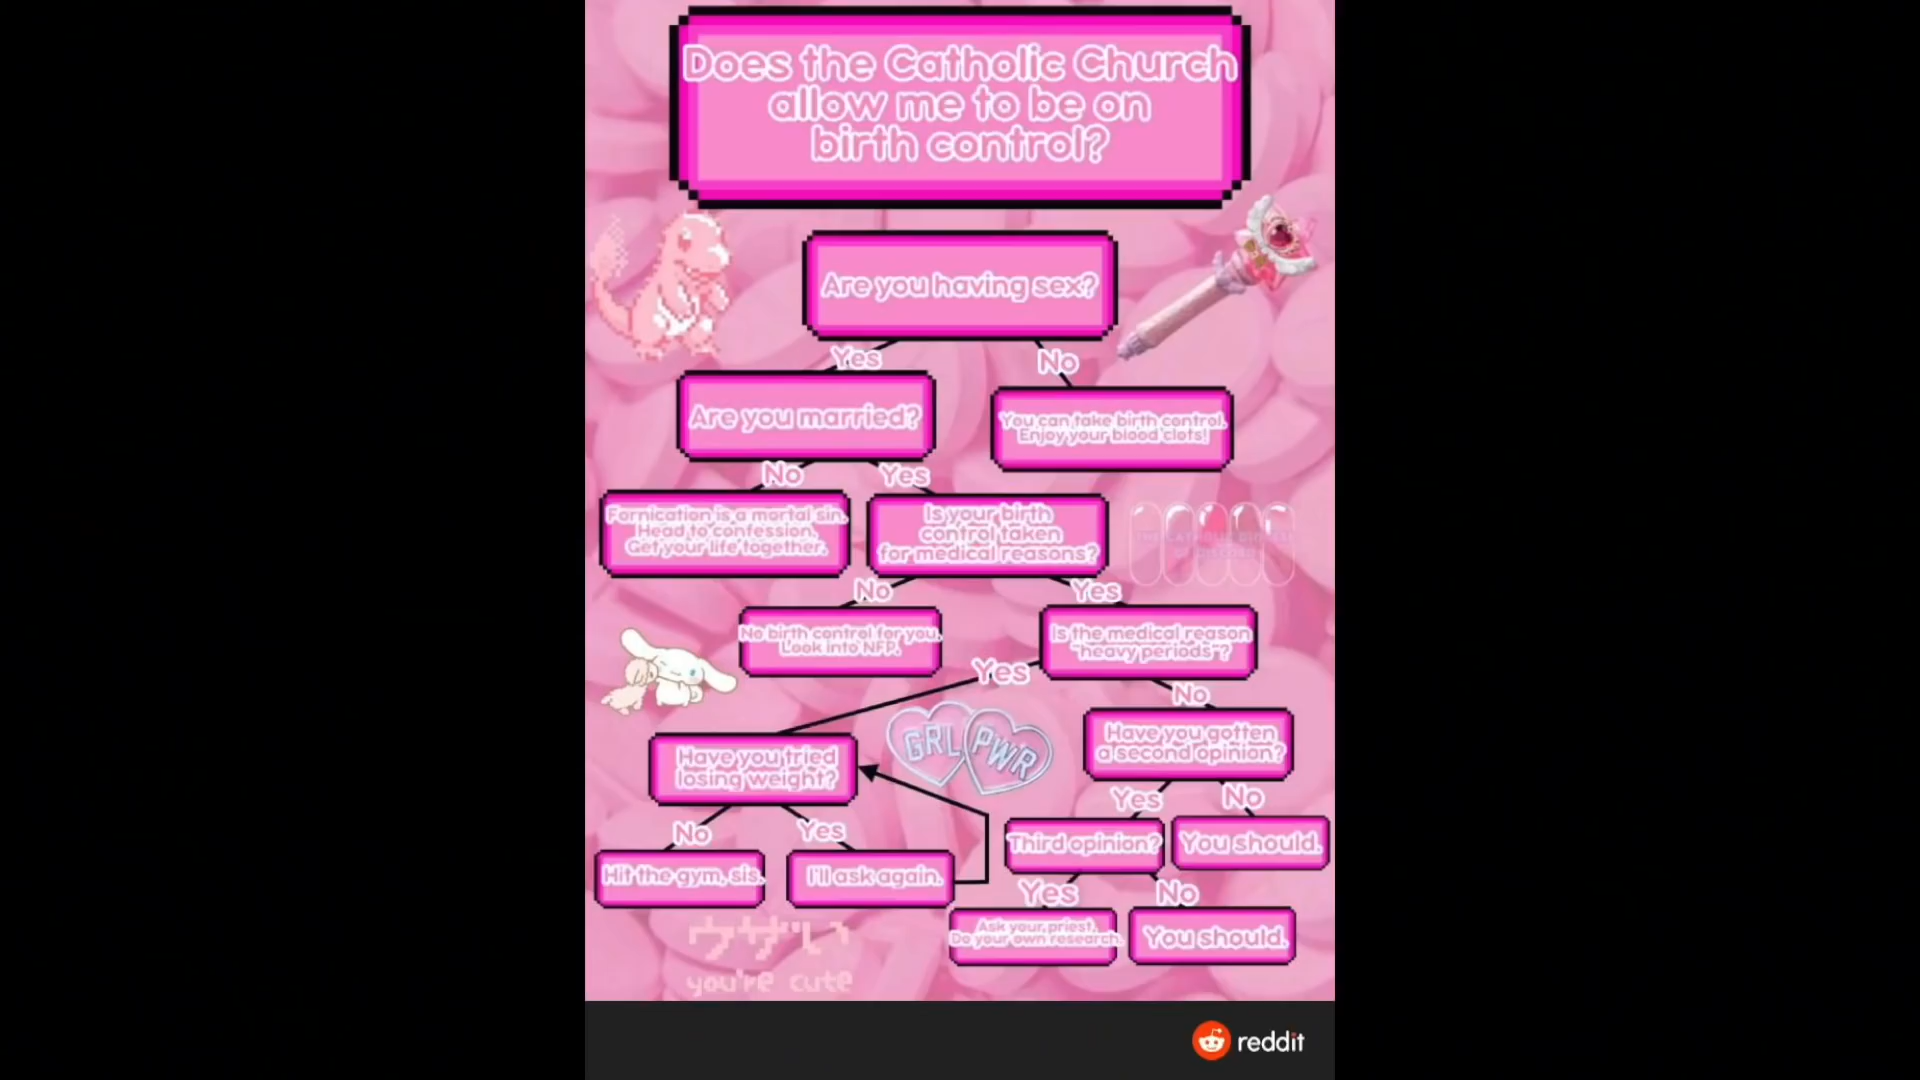 Does the Catholic Church
allow me to be on
birth control?
Are you having sex?
Yes
No
Are you married?
You can take birth control.
Enjoy your blood clots!
No
Yes
Fornication is a mortal sin.
Head to confession.
Get your life together.
Is your birth
control taken
for medical reasons?
THE CATHOLIC DIOCESE
OF DISCORD
No
Yes
No birth control for you.
Look into NFP.
Is the medical reason
"heavy periods"?
Yes
No
GRL PWR
Have you gotten
a second opinion?
Have you tried
losing weight?
Yes
No
No
Yes
Third opinion?
You should.
Hit the gym, sis.
I'll ask again.
Yes
No
Ask your priest.
Do your own research.
You should.
ウザい
you're cute
reddit